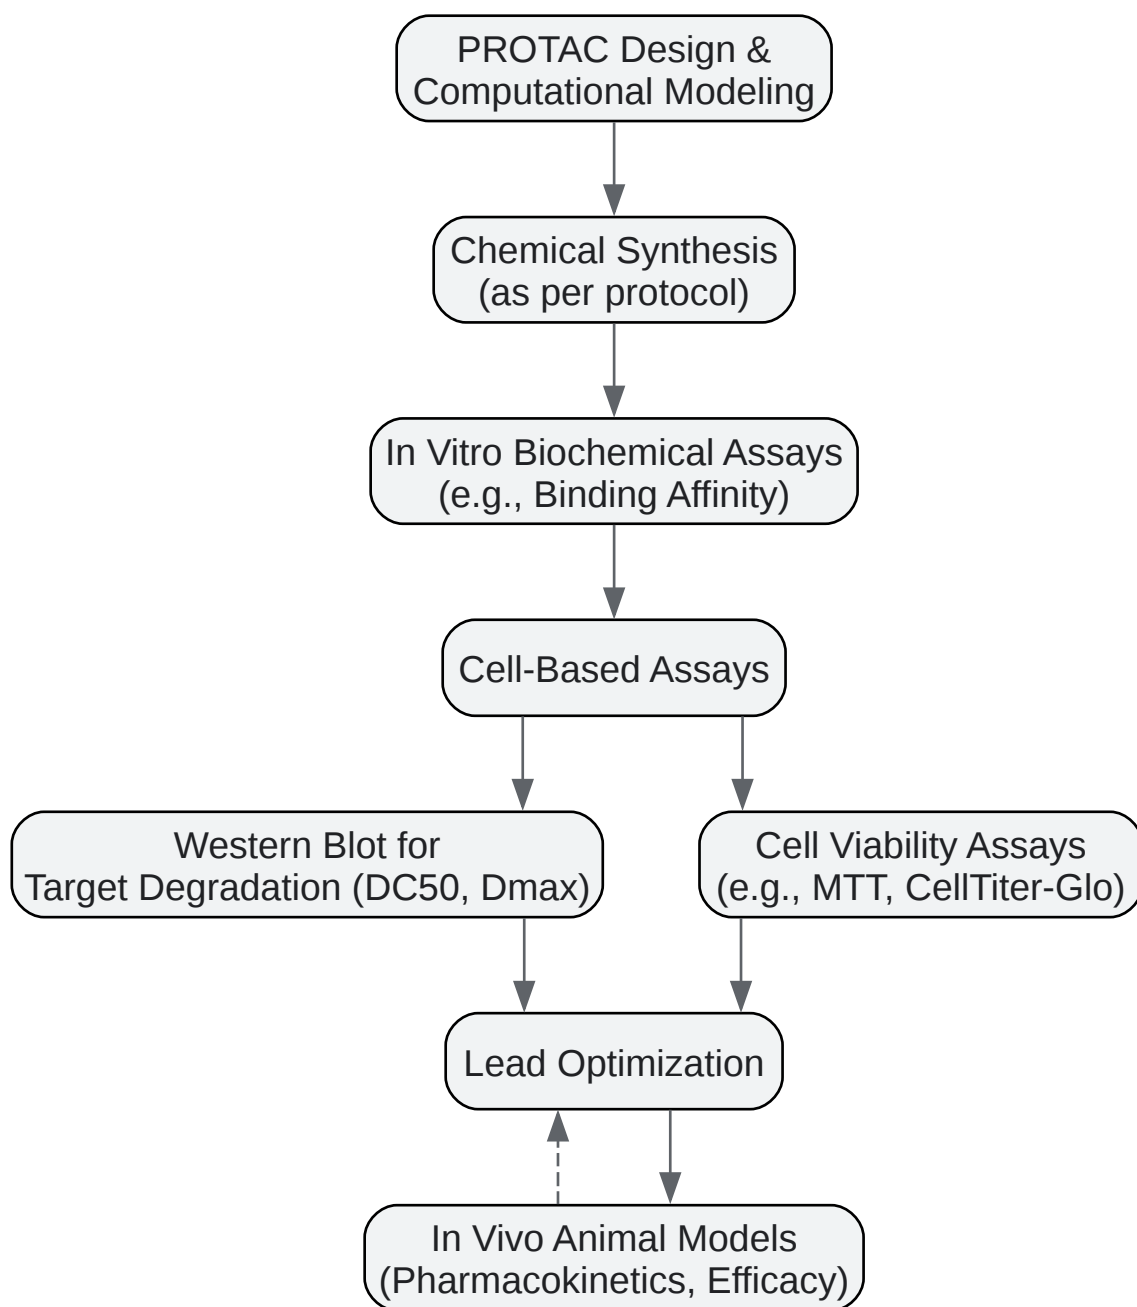 PROTAC Design &
Computational Modeling
Chemical Synthesis
(as per protocol)
In Vitro Biochemical Assays
(e.g., Binding Affinity)
Cell-Based Assays
Western Blot for
Target Degradation (DC50, Dmax)
Cell Viability Assays
(e.g., MTT, CellTiter-Glo)
Lead Optimization
In Vivo Animal Models
(Pharmacokinetics, Efficacy)